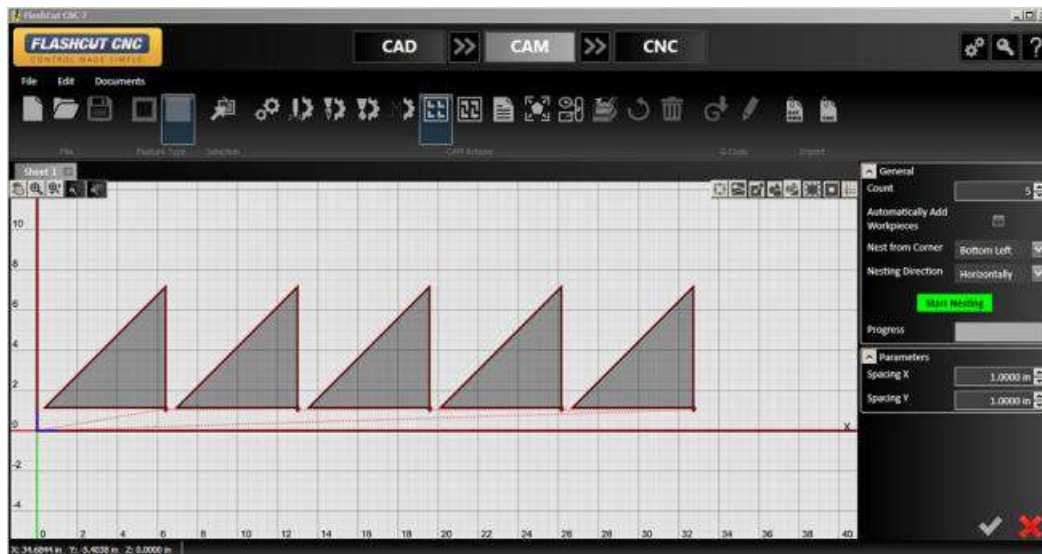 FlashCut CNC 7
FLASHCUT CNC
CONTROL MADE SIMPLE
CAD >> CAM >> CNC
?
File Edit Documents
File Feature Type Selection CAM Actions G-Code Import
Sheet 1
General
Count 5
Automatically Add
Workpieces
Nest from Corner Bottom Left
Nesting Direction Horizontally
Start Nesting
Progress
Parameters
Spacing X 1.0000 in
Spacing Y 1.0000 in
10
8
6
4
2
0
X
-2
-4
0 2 4 6 8 10 12 14 16 18 20 22 24 26 28 30 32 34 36 38 40
X: 34.6844 in Y: -5.4038 in Z: 0.0000 in